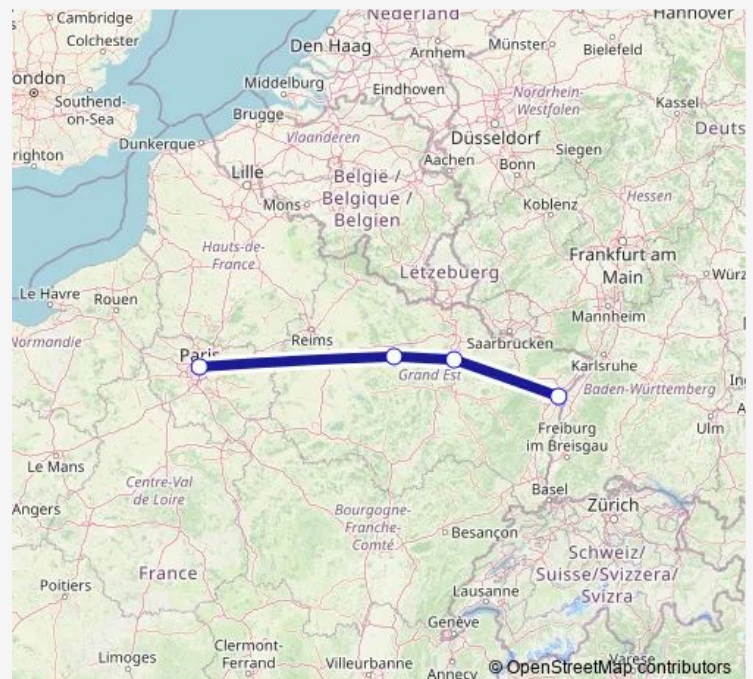 Cambridge
Nederland
Hannover
Colchester
Den Haag
Arnhem
Münster
Bielefeld
ondon
Middelburg
Eindhoven
Nordrhein-
Westfalen
Southend-
on-Sea
Brugge
Kassel
righton
Dunkerque
Vlaanderen
Düsseldorf
Deuts
Lille
Aachen
Siegen
Bonn
België /
Belgique /
Belgien
Mons
Koblenz
Hessen
Hauts-de-
France
Lëtzebuerg
Frankfurt am
Main
Würz
Le Havre
Rouen
Mannheim
Normandie
Reims
Saarbrücken
Paris
Grand Est
Karlsruhe
Baden-Württemberg
Freiburg
im Breisgau
Ulm
Le Mans
Centre-Val
de Loire
Basel
Zürich
Angers
Bourgogne-
Franche-
Comté
Besançon
Schweiz/
Suisse/Svizzera/
Svizra
France
Poitiers
Lausanne
Genève
Limoges
Clermont-
Ferrand
Villeurbanne
Annecy
Varese
© OpenStreetMap contributors